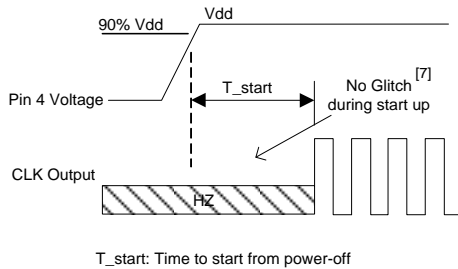 Vdd
90% Vdd
T_start
No Glitch [7]
during start up
Pin 4 Voltage
CLK Output
HZ
T_start: Time to start from power-off